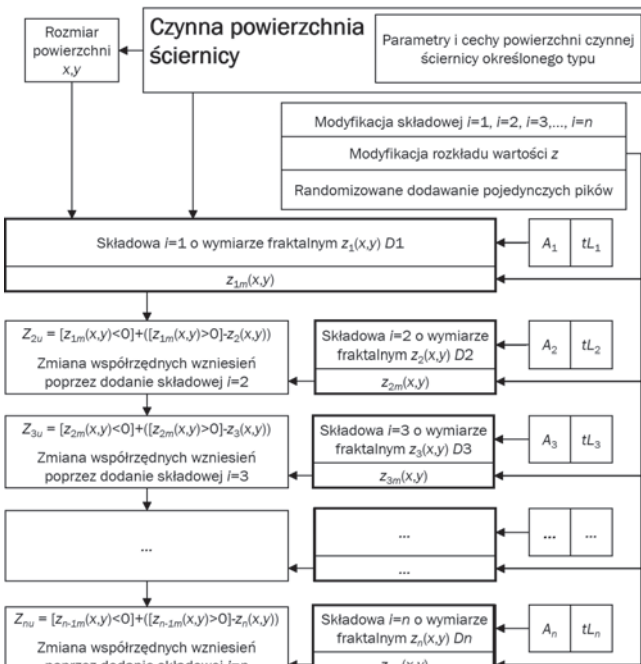 Rozmiar
powierzchni
x,y
Czynna powierzchnia
ściernicy
Parametry i cechy powierzchni czynnej
ściernicy określonego typu
Modyfikacja składowej i=1, i=2, i=3,..., i=n
Modyfikacja rozkładu wartości z
Randomizowane dodawanie pojedynczych pików
Składowa i=1 o wymiarze fraktalnym z₁(x,y) D1
A₁ tL₁
z₁ₘ(x,y)
Z₂ᵤ = [z₁ₘ(x,y)<0]+([z₁ₘ(x,y)>0]-z₂(x,y))
Zmiana współrzędnych wzniesień
poprzez dodanie składowej i=2
Składowa i=2 o wymiarze
fraktalnym z₂(x,y) D2
z₂ₘ(x,y)
A₂ tL₂
Z₃ᵤ = [z₂ₘ(x,y)<0]+([z₂ₘ(x,y)>0]-z₃(x,y))
Zmiana współrzędnych wzniesień
poprzez dodanie składowej i=3
Składowa i=3 o wymiarze
fraktalnym z₃(x,y) D3
z₃ₘ(x,y)
A₃ tL₃
...
...
...
... ...
Zₙᵤ = [zₙ₋₁ₘ(x,y)<0]+([zₙ₋₁ₘ(x,y)>0]-zₙ(x,y))
Zmiana współrzędnych wzniesień
poprzez dodanie składowej i=n
Składowa i=n o wymiarze
fraktalnym zₙ(x,y) Dn
Aₙ tLₙ